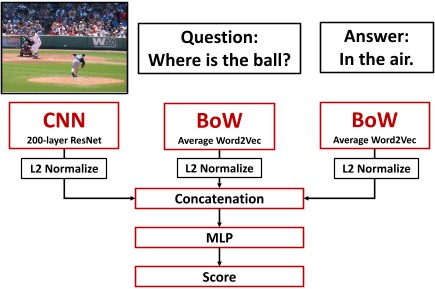 Question:
Where is the ball?
Answer:
In the air.
CNN
200-layer ResNet
BoW
Average Word2Vec
BoW
Average Word2Vec
L2 Normalize
L2 Normalize
L2 Normalize
Concatenation
MLP
Score